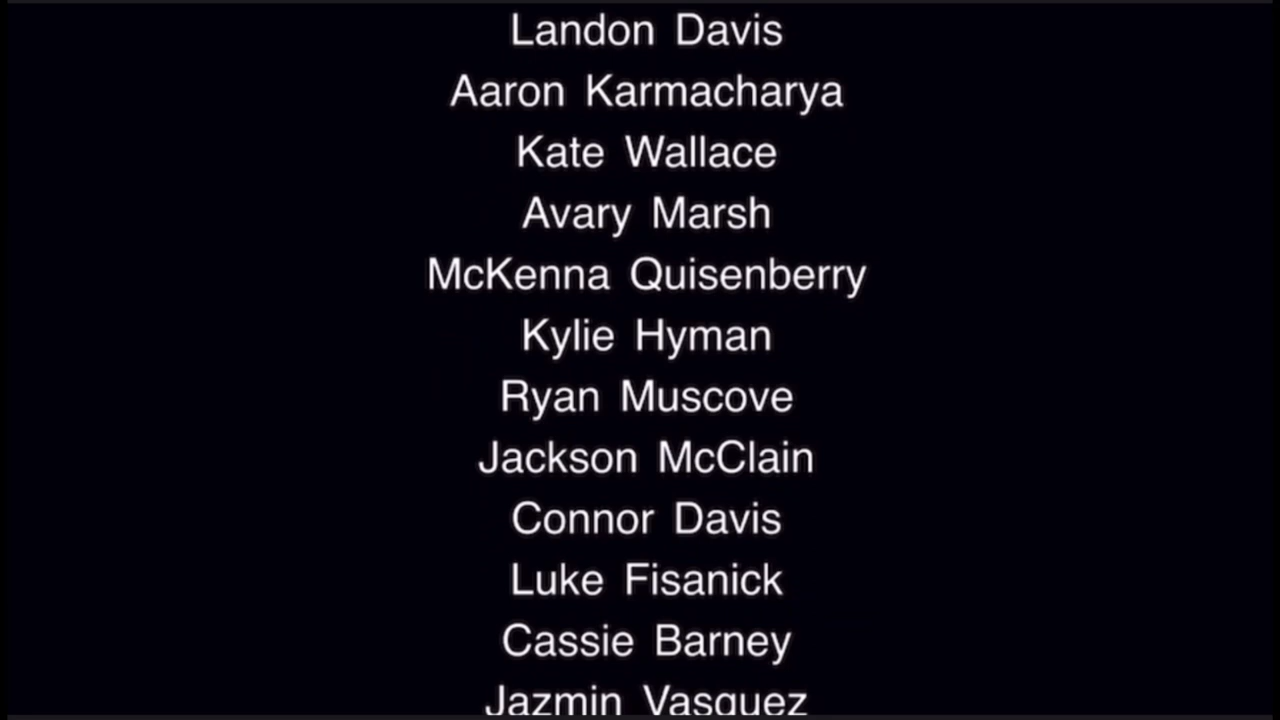 Landon Davis
Aaron Karmacharya
Kate Wallace
Avary Marsh
McKenna Quisenberry
Kylie Hyman
Ryan Muscove
Jackson McClain
Connor Davis
Luke Fisanick
Cassie Barney
Jazmin Vasquez